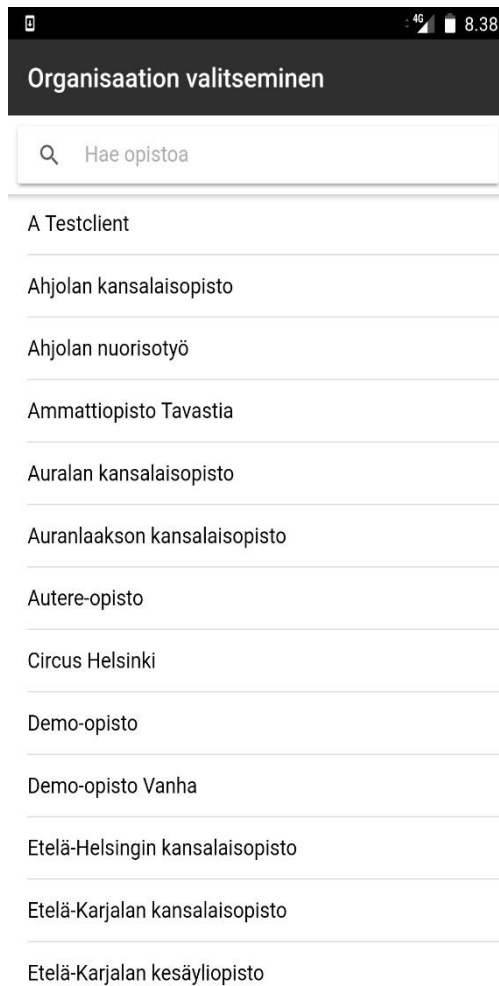 4G 8.38
Organisaation valitseminen
Hae opistoa
A Testclient
Ahjolan kansalaisopisto
Ahjolan nuorisotyö
Ammattiopisto Tavastia
Auralan kansalaisopisto
Auranlaakson kansalaisopisto
Autere-opisto
Circus Helsinki
Demo-opisto
Demo-opisto Vanha
Etelä-Helsingin kansalaisopisto
Etelä-Karjalan kansalaisopisto
Etelä-Karjalan kesäyliopisto